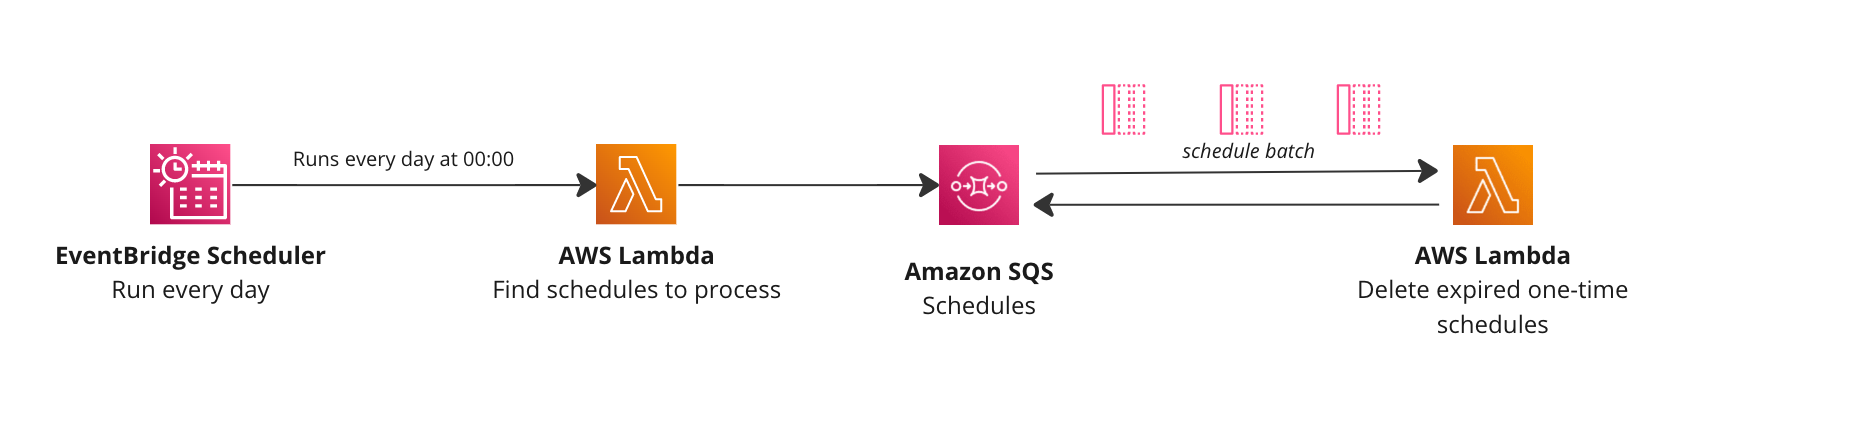 Runs every day at 00:00
schedule batch
EventBridge Scheduler
Run every day
AWS Lambda
Find schedules to process
Amazon SQS
Schedules
AWS Lambda
Delete expired one-time
schedules